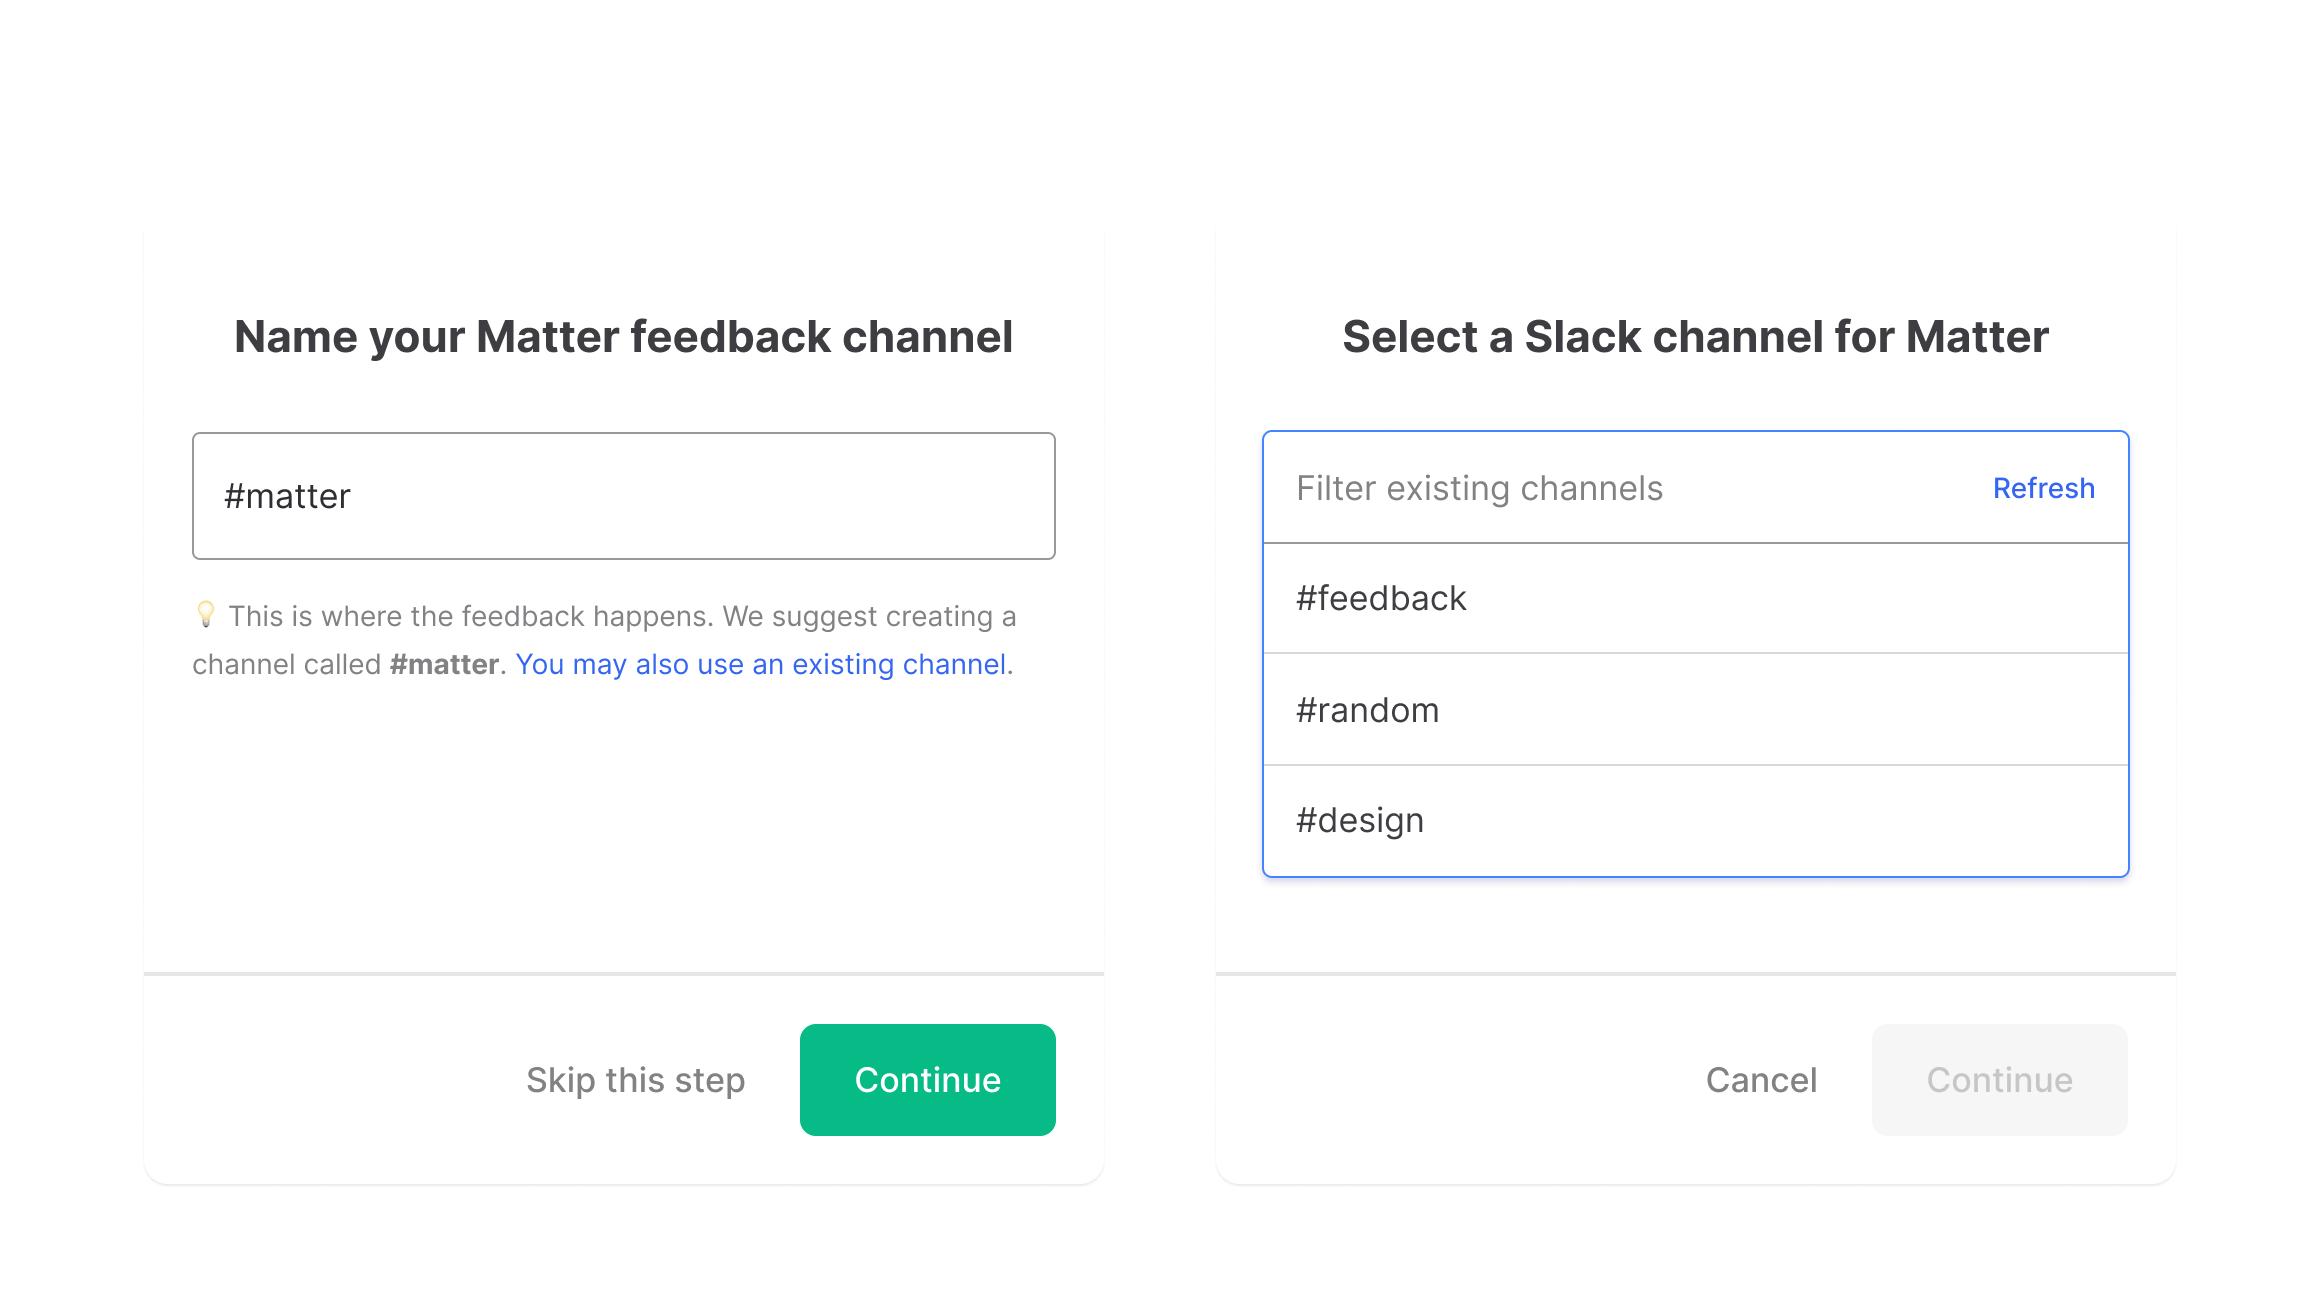 Name your Matter feedback channel
#matter
💡 This is where the feedback happens. We suggest creating a
channel called #matter. You may also use an existing channel.
Skip this step
Continue
Select a Slack channel for Matter
Filter existing channels
Refresh
#feedback
#random
#design
Cancel
Continue